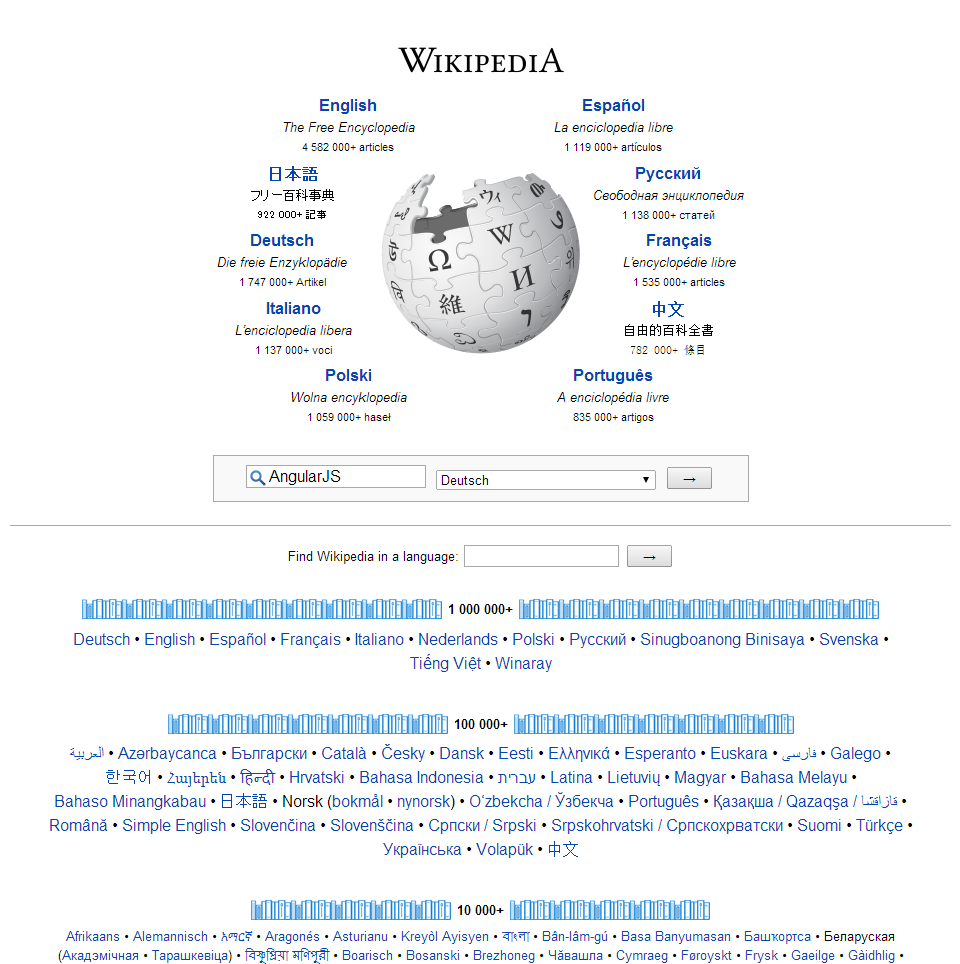 WIKIPEDIA
English
The Free Encyclopedia
4 582 000+ articles
Español
La enciclopedia libre
1 119 000+ artículos
日本語
フリー百科事典
922 000+ 記事
Русский
Свободная энциклопедия
1 138 000+ статей
Deutsch
Die freie Enzyklopädie
1 747 000+ Artikel
Français
L'encyclopédie libre
1 535 000+ articles
Italiano
L'enciclopedia libera
1 137 000+ voci
中文
自由的百科全書
782 000+ 條目
Polski
Wolna encyklopedia
1 059 000+ haseł
Português
A enciclopédia livre
835 000+ artigos
Ω W И 維 ウィ 7
AngularJS Deutsch ▼ →
Find Wikipedia in a language: →
1 000 000+
Deutsch • English • Español • Français • Italiano • Nederlands • Polski • Русский • Sinugboanong Binisaya • Svenska •
Tiếng Việt • Winaray
100 000+
العربية • Azərbaycanca • Български • Català • Česky • Dansk • Eesti • Ελληνικά • Esperanto • Euskara • فارسی • Galego •
한국어 • Հայերեն • हिन्दी • Hrvatski • Bahasa Indonesia • עברית • Latina • Lietuvių • Magyar • Bahasa Melayu •
Bahaso Minangkabau • 日本語 • Norsk (bokmål • nynorsk) • Oʻzbekcha / Ўзбекча • Português • Қазақша / Qazaqşa / قازاقشا •
Română • Simple English • Slovenčina • Slovenščina • Српски / Srpski • Srpskohrvatski / Српскохрватски • Suomi • Türkçe •
Українська • Volapük • 中文
10 000+
Afrikaans • Alemannisch • አማርኛ • Aragonés • Asturianu • Kreyòl Ayisyen • বাংলা • Bân-lâm-gú • Basa Banyumasan • Башҡортса • Беларуская
(Акадэмічная • Тарашкевіца) • বিষ্ণুপ্রিয়া মণিপুরী • Boarisch • Bosanski • Brezhoneg • Чӑвашла • Cymraeg • Føroyskt • Frysk • Gaeilge • Gàidhlig •